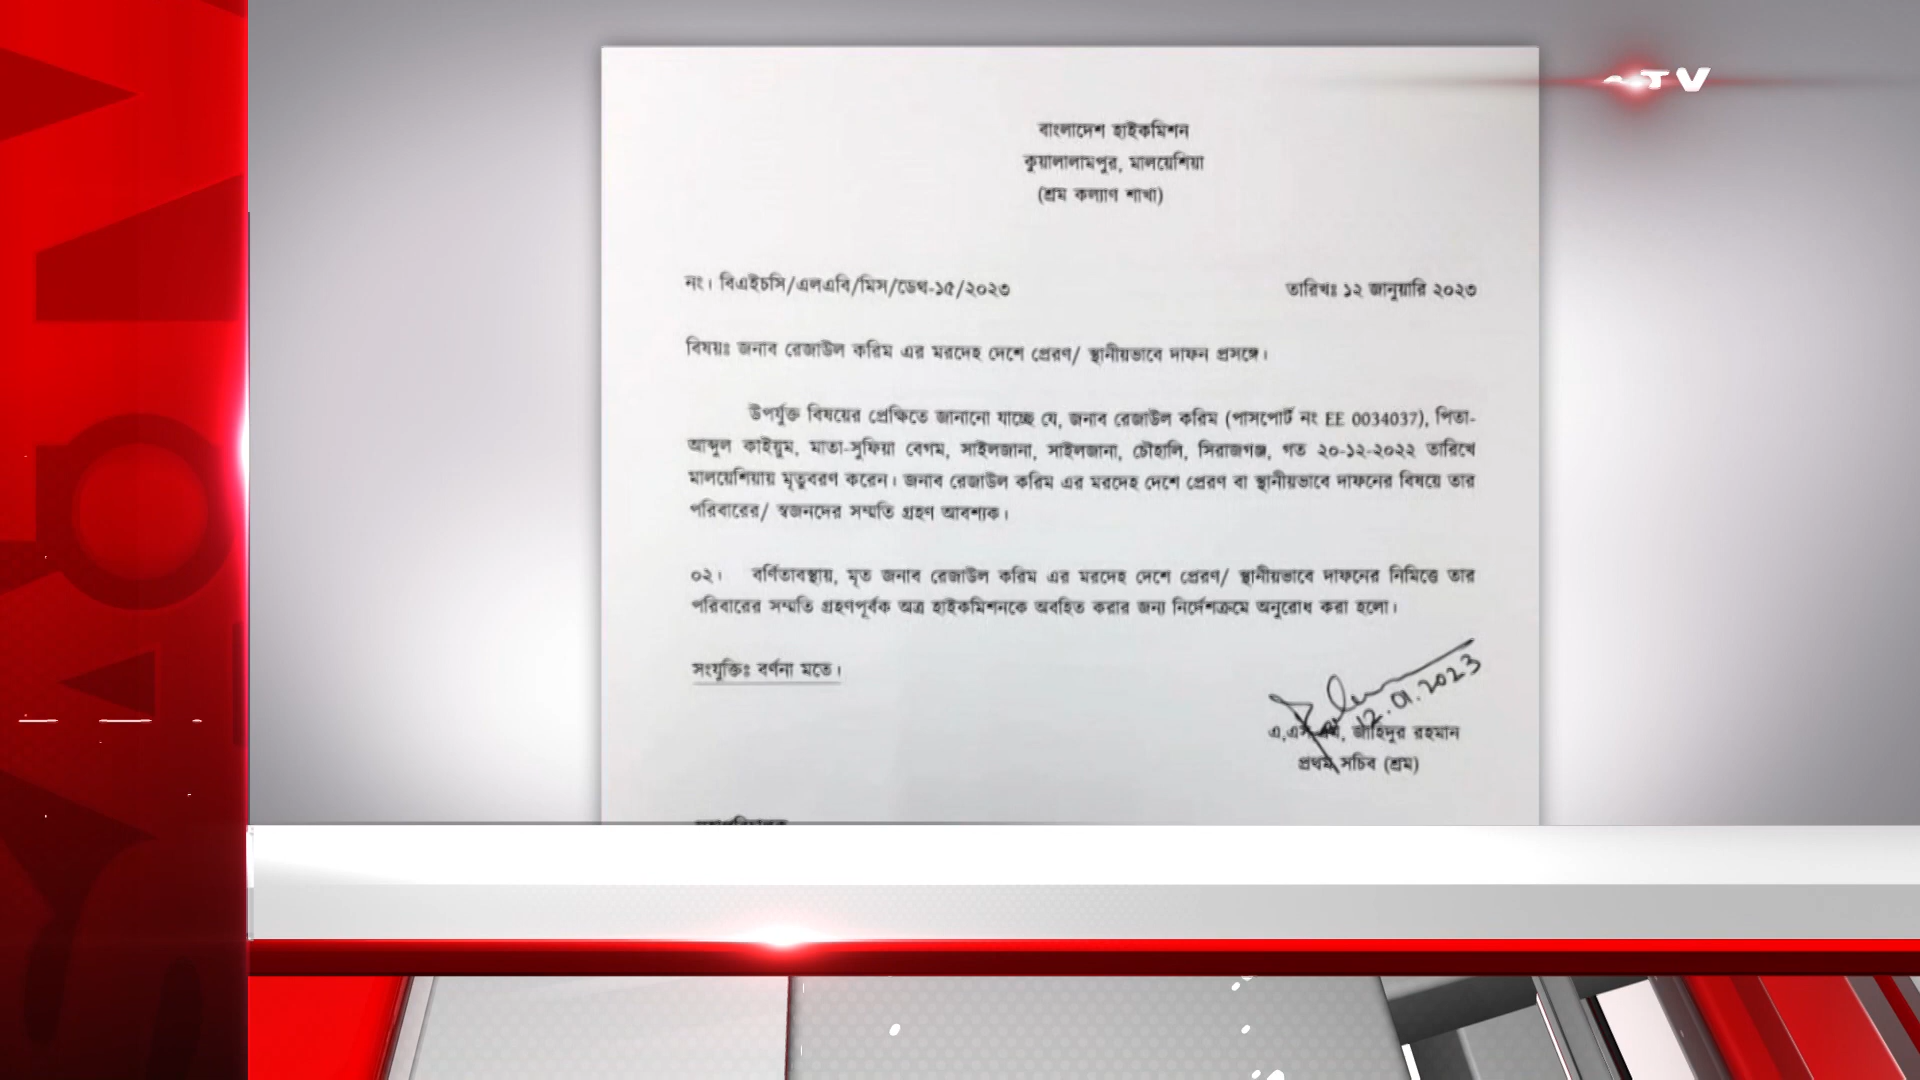 TV
বাংলাদেশ হাইকমিশন
কুয়ালালামপুর, মালয়েশিয়া
(শ্রম কল্যাণ শাখা)
নং। বিএইচসি/এলএবি/মিস/ডেথ-১৫/২০২৩ তারিখঃ ১২ জানুয়ারি ২০২৩
বিষয়ঃ জনাব রেজাউল করিম এর মরদেহ দেশে প্রেরণ/ স্থানীয়ভাবে দাফন প্রসঙ্গে।
উপর্যুক্ত বিষয়ের প্রেক্ষিতে জানানো যাচ্ছে যে, জনাব রেজাউল করিম (পাসপোর্ট নং EE 0034037), পিতা-
আব্দুল কাইয়ুম, মাতা-সুফিয়া বেগম, সাইলজানা, সাইলজানা, চৌহালি, সিরাজগঞ্জ, গত ২০-১২-২০২২ তারিখে
মালয়েশিয়ায় মৃত্যুবরণ করেন। জনাব রেজাউল করিম এর মরদেহ দেশে প্রেরণ বা স্থানীয়ভাবে দাফনের বিষয়ে তার
পরিবারের/ স্বজনদের সম্মতি গ্রহণ আবশ্যক।
০২। বর্ণিতাবস্থায়, মৃত জনাব রেজাউল করিম এর মরদেহ দেশে প্রেরণ/ স্থানীয়ভাবে দাফনের নিমিত্তে তার
পরিবারের সম্মতি গ্রহণপূর্বক অত্র হাইকমিশনকে অবহিত করার জন্য নির্দেশক্রমে অনুরোধ করা হলো।
সংযুক্তিঃ বর্ণনা মতে।
12.01.2023
জাহিদুর রহমান
প্রথম সচিব (শ্রম)